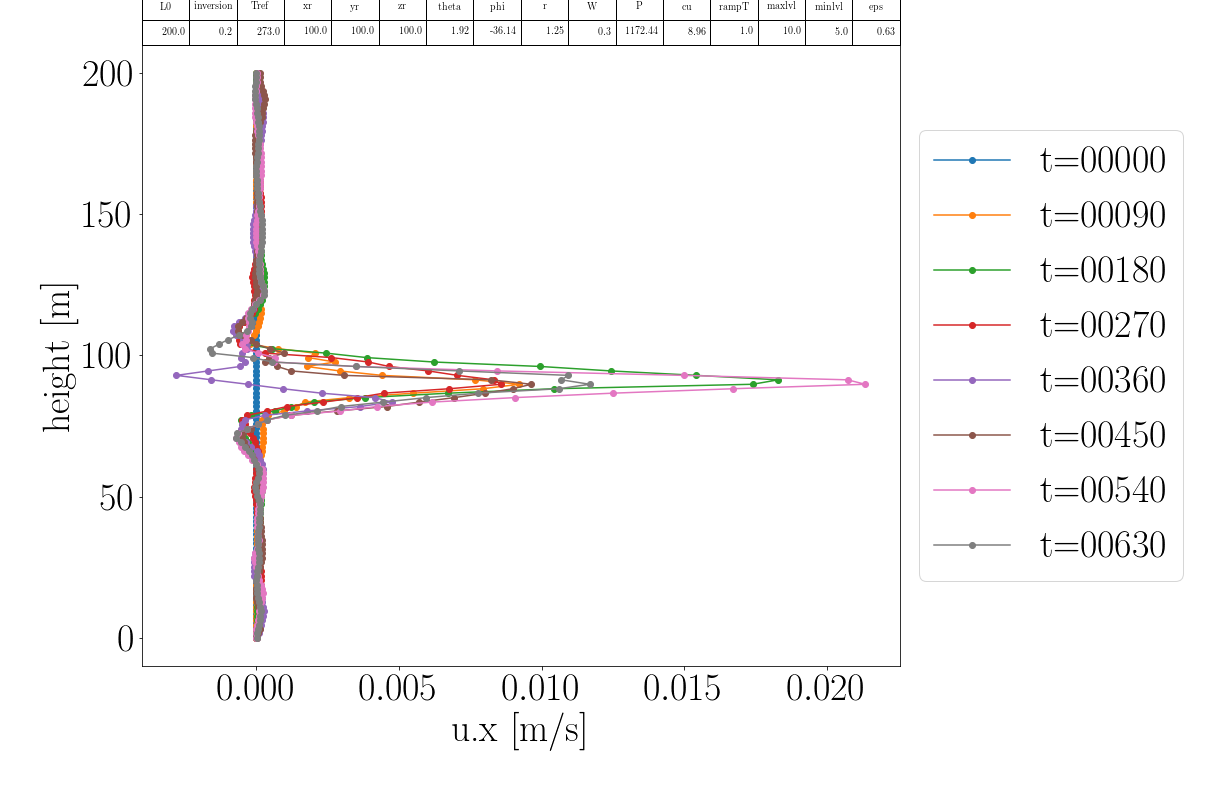 L0 inversion Tref xr yr zr theta phi r W P cu rampT maxlvl minlvl eps
200.0 0.2 273.0 100.0 100.0 100.0 1.92 -36.14 1.25 0.3 1172.44 8.96 1.0 10.0 5.0 0.63
200
150
100
50
0
height [m]
0.000 0.005 0.010 0.015 0.020
u.x [m/s]
t=00000
t=00090
t=00180
t=00270
t=00360
t=00450
t=00540
t=00630